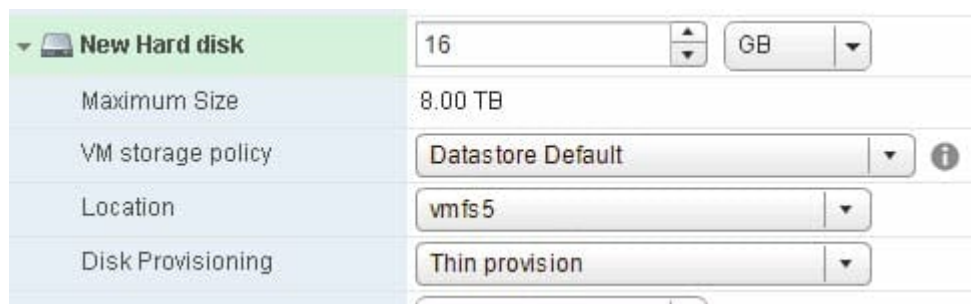 New Hard disk 16 GB
Maximum Size 8.00 TB
VM storage policy Datastore Default
Location vmfs5
Disk Provisioning Thin provision